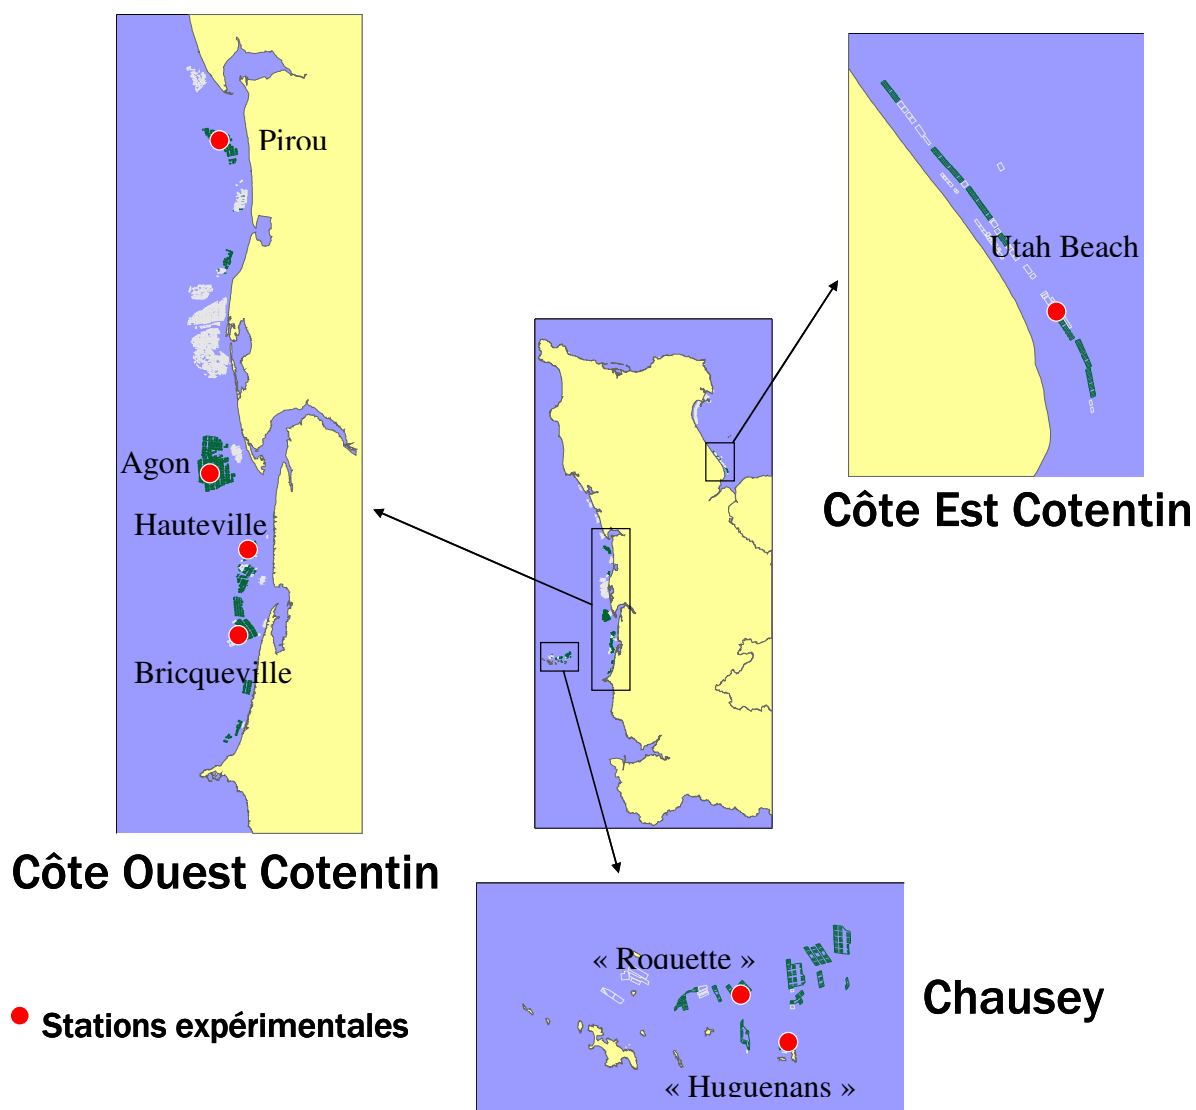 Pirou
Agon
Hauteville
Bricqueville
Côte Ouest Cotentin
Utah Beach
Côte Est Cotentin
« Roquette »
« Huguenans »
Chausey
Stations expérimentales